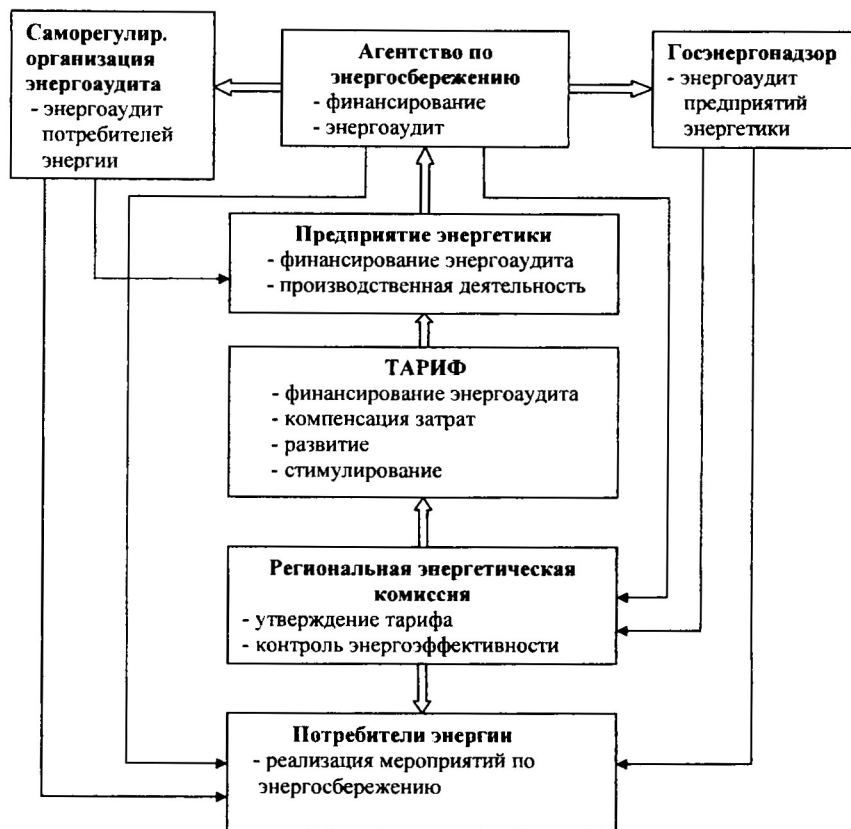 Саморегулир.
организация
энергоаудита
- энергоаудит
потребителей
энергии
Агентство по
энергосбережению
- финансирование
- энергоаудит
Госэнергонадзор
- энергоаудит
предприятий
энергетики
Предприятие энергетики
- финансирование энергоаудита
- производственная деятельность
ТАРИФ
- финансирование энергоаудита
- компенсация затрат
- развитие
- стимулирование
Региональная энергетическая
комиссия
- утверждение тарифа
- контроль энергоэффективности
Потребители энергии
- реализация мероприятий по
энергосбережению